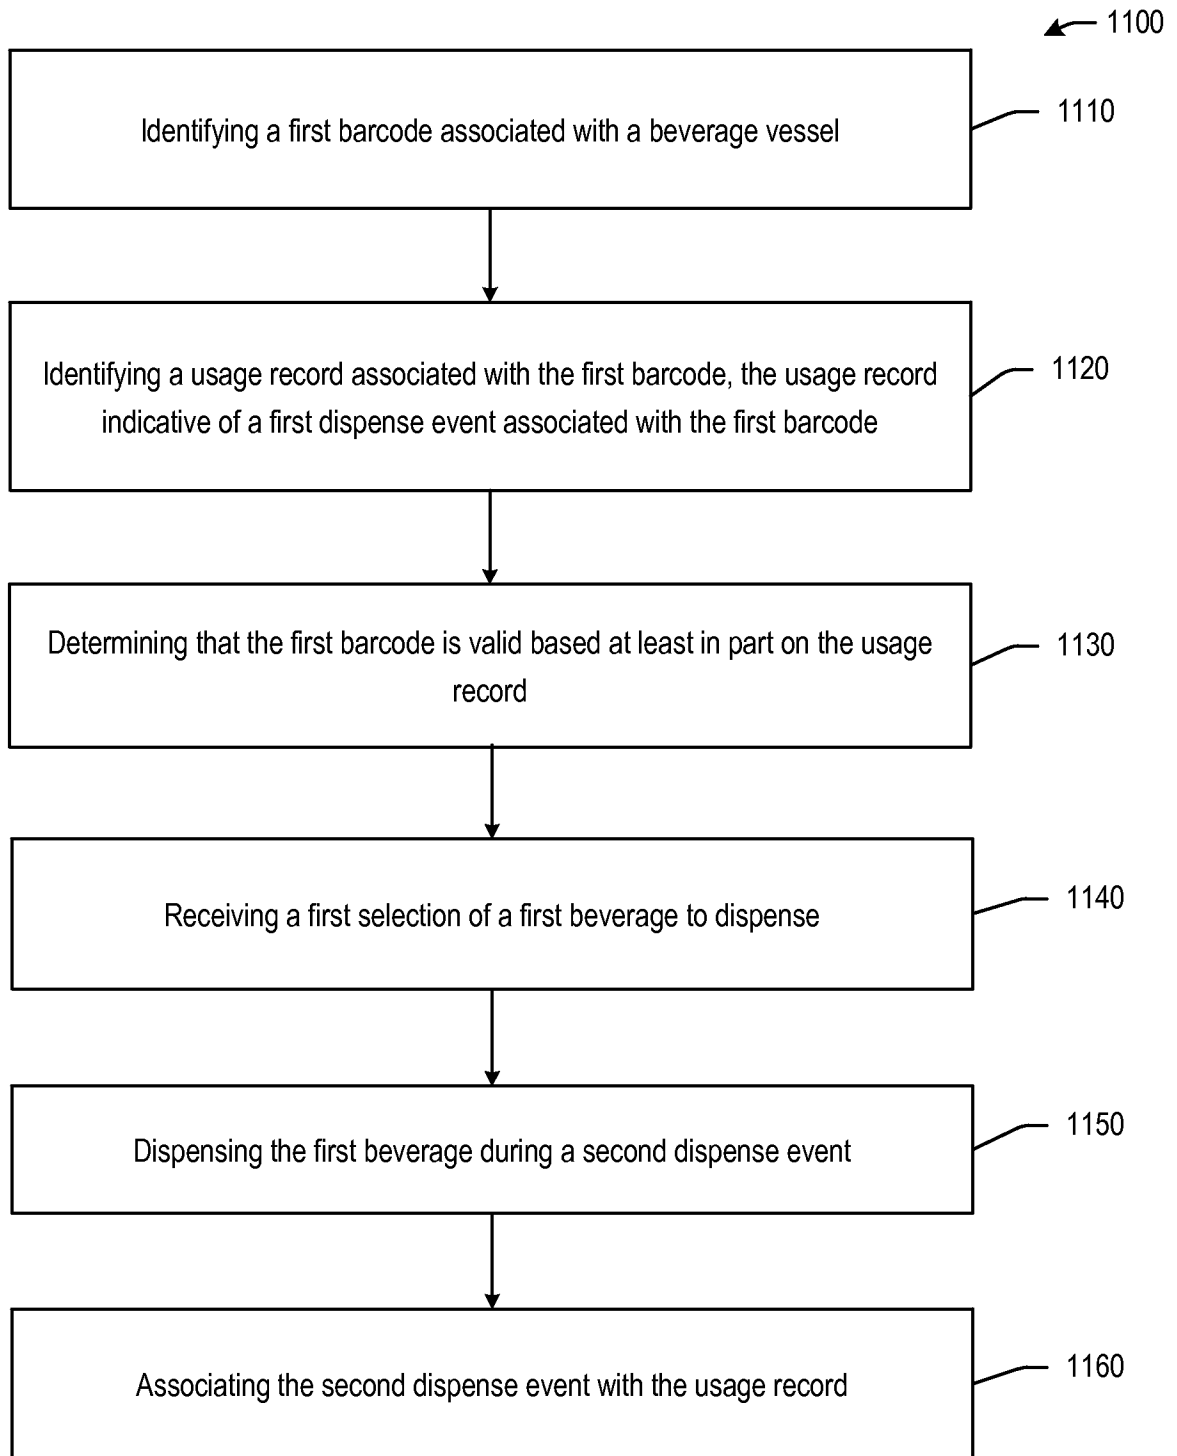 1100
Identifying a first barcode associated with a beverage vessel
1110
Identifying a usage record associated with the first barcode, the usage record
indicative of a first dispense event associated with the first barcode
1120
Determining that the first barcode is valid based at least in part on the usage
record
1130
Receiving a first selection of a first beverage to dispense
1140
Dispensing the first beverage during a second dispense event
1150
Associating the second dispense event with the usage record
1160